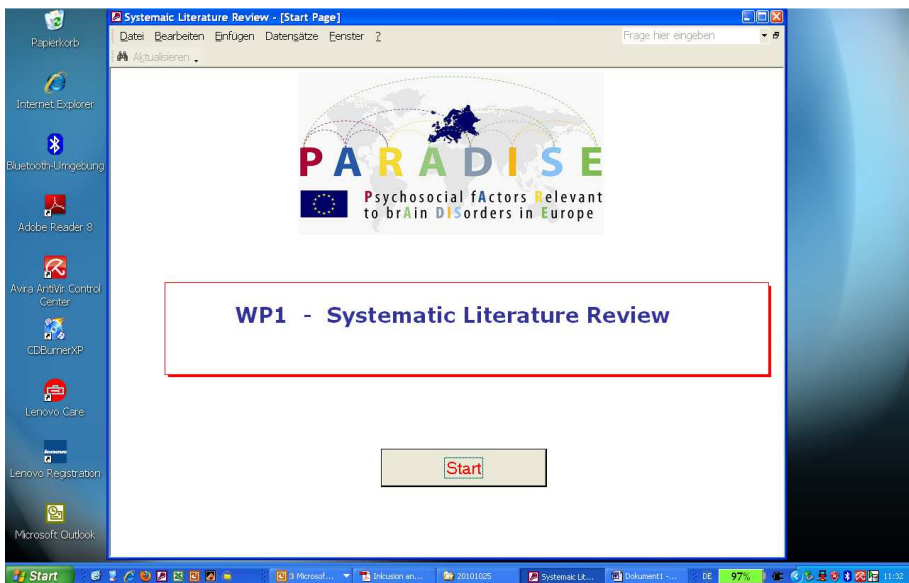 Papierkorb
Internet Explorer
Bluetooth-Umgebung
Adobe Reader 8
Avira AntiVir Control
Center
CDBurnerXP
Lenovo Care
Lenovo Registration
Microsoft Outlook
Systemaic Literature Review - [Start Page]
Datei Bearbeiten Einfügen Datensätze Fenster ?
Frage hier eingeben
Aktualisieren
PARADISE
Psychosocial fActors Relevant
to brAin DISorders in Europe
WP1 - Systematic Literature Review
Start
Start
3 Microsof...
Inkusion an...
20101025
Systemaic Lit...
Dokument1 -...
DE
97%
11:32